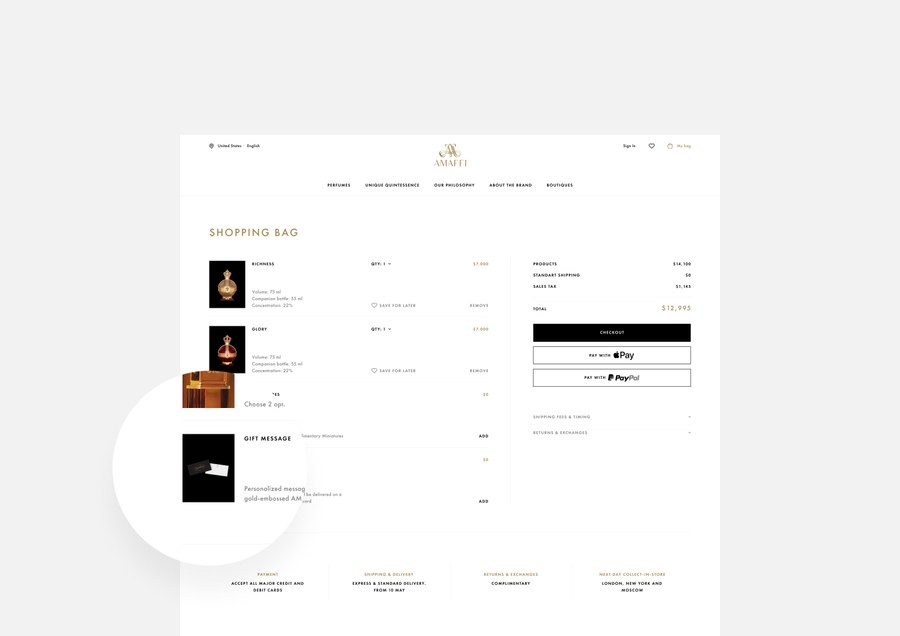 United States English
AMAFFI
Sign In
My bag
PERFUMES UNIQUE QUINTESSENCE OUR PHILOSOPHY ABOUT THE BRAND BOUTIQUES
SHOPPING BAG
RICHNESS QTY: 1 $7,000
Volume: 75 ml
Companion bottle: 35 ml
Concentration: 22%
SAVE FOR LATER REMOVE
GLORY QTY: 1 $7,000
Volume: 75 ml
Companion bottle: 35 ml
Concentration: 22%
SAVE FOR LATER REMOVE
$0
Choose 2 opt.
Miniatures ADD
GIFT MESSAGE
$0
Personalized messag
be delivered on a
gold-embossed AM
card
ADD
PRODUCTS $14,100
STANDART SHIPPING $0
SALES TAX
TOTAL $12,995
CHECKOUT
PAY WITH Pay
PAY WITH PayPal
SHIPPING FEES & TIMING
RETURNS & EXCHANGES
PAYMENT
ACCEPT ALL MAJOR CREDIT AND
DEBIT CARDS
SHIPPING & DELIVERY
EXPRESS & STANDARD DELIVERY,
FROM 10 MAY
RETURNS & EXCHANGES
COMPLIMENTARY
NEXT DAY COLLECT-IN-STORE
LONDON, NEW YORK AND
MOSCOW